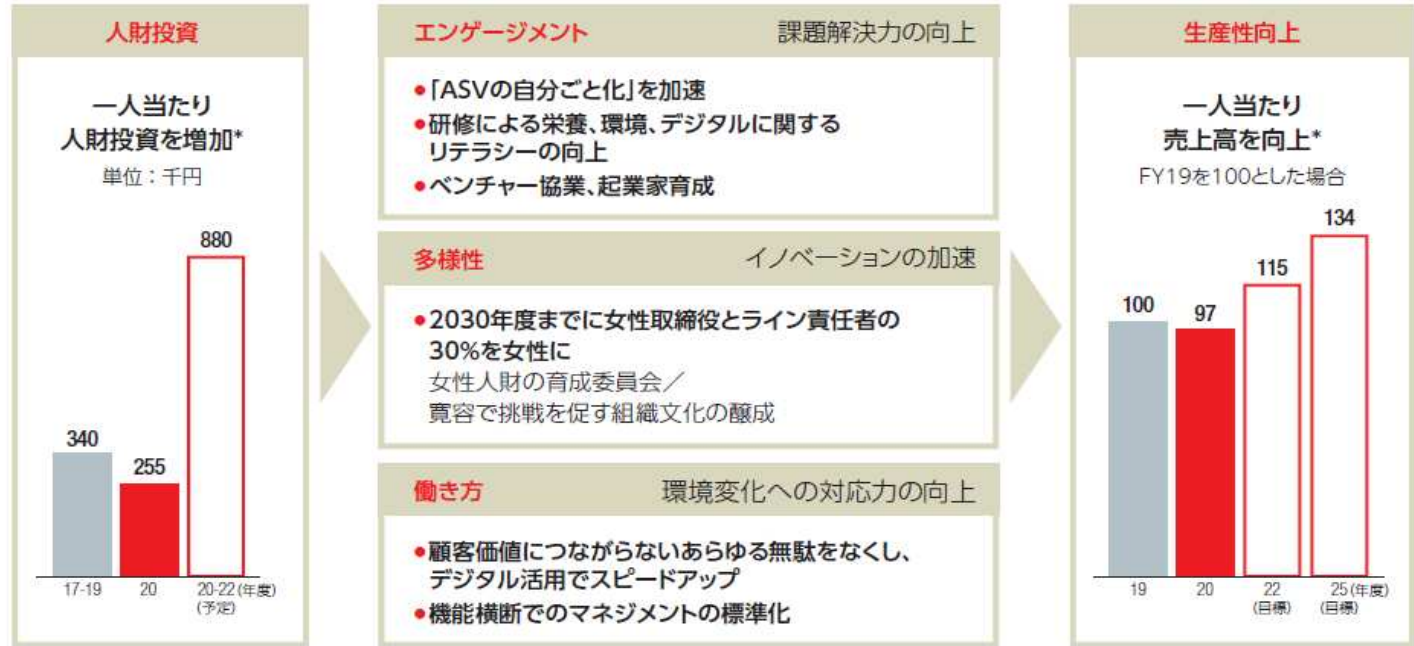 人財投資
一人当たり
人財投資を増加*
単位：千円
880
340
255
17-19 20 20-22(年度)
(予定)
エンゲージメント 課題解決力の向上
●「ASVの自分ごと化」を加速
●研修による栄養、環境、デジタルに関する
リテラシーの向上
●ベンチャー協業、起業家育成
多様性 イノベーションの加速
●2030年度までに女性取締役とライン責任者の
30%を女性に
女性人財の育成委員会／
寛容で挑戦を促す組織文化の醸成
働き方 環境変化への対応力の向上
●顧客価値につながらないあらゆる無駄をなくし、
デジタル活用でスピードアップ
●機能横断でのマネジメントの標準化
生産性向上
一人当たり
売上高を向上*
FY19を100とした場合
134
115
100
97
19 20 22 25(年度)
(目標) (目標)